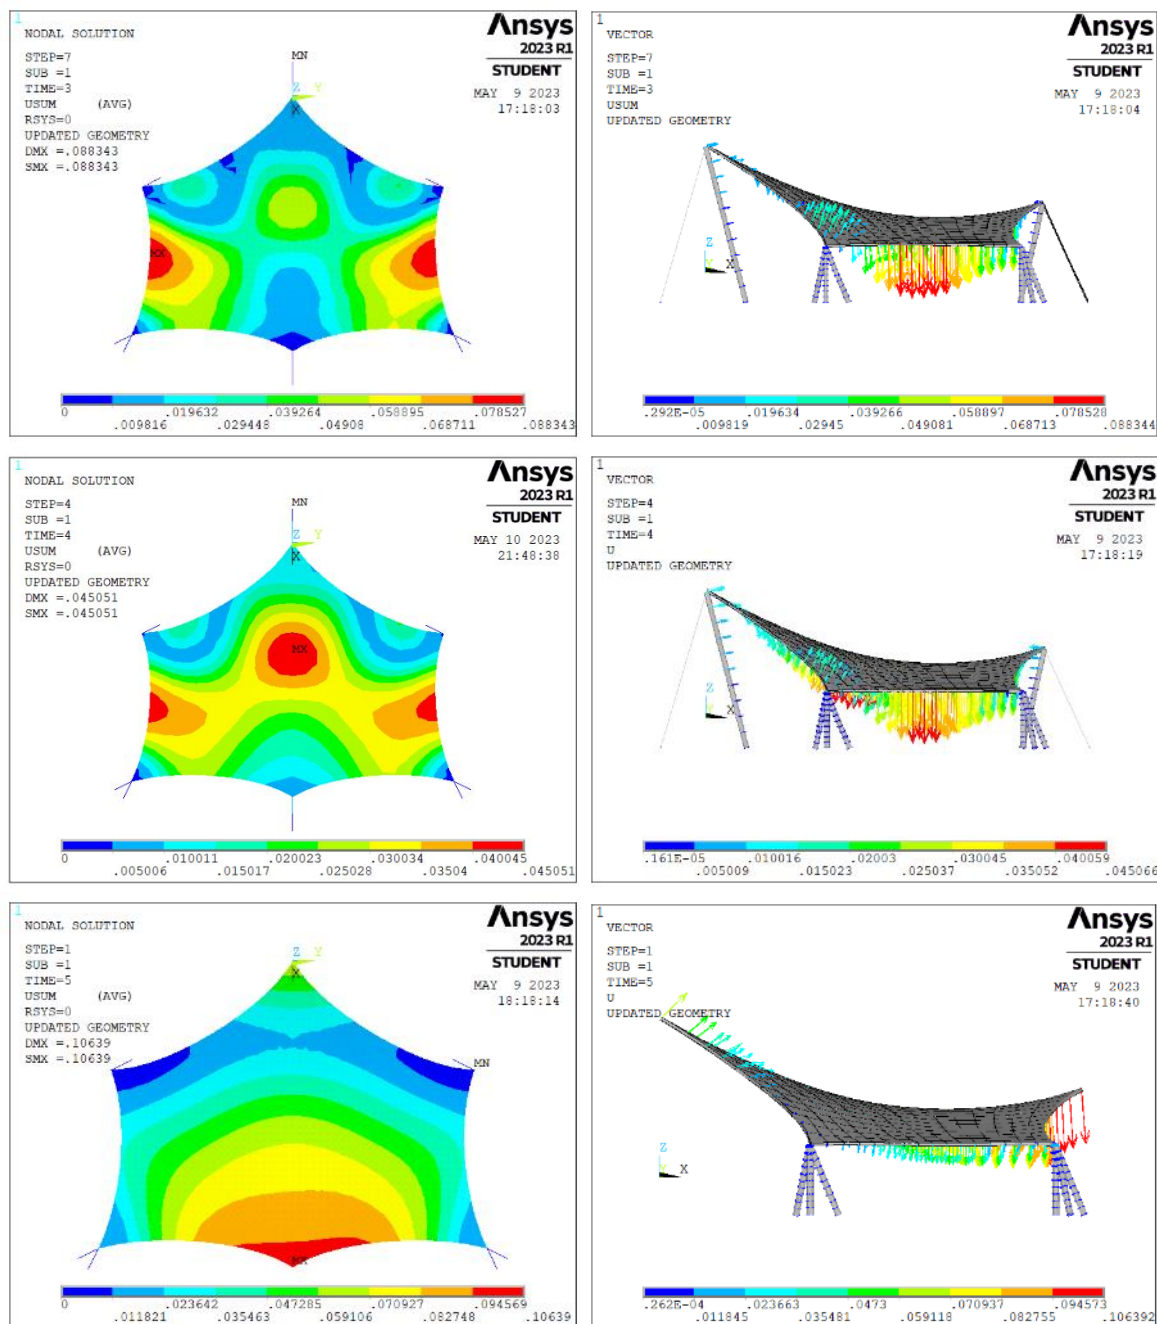 1
NODAL SOLUTION
STEP=7
SUB =1
TIME=3
USUM (AVG)
RSYS=0
UPDATED GEOMETRY
DMX =.088343
SMX =.088343
Ansys
2023 R1
STUDENT
MAY 9 2023
17:18:03
MN
Z Y
X
MX
0 .019632 .039264 .058895 .078527
.009816 .029448 .04908 .068711 .088343
1
VECTOR
STEP=7
SUB =1
TIME=3
USUM
UPDATED GEOMETRY
Ansys
2023 R1
STUDENT
MAY 9 2023
17:18:04
Z
Y X
.292E-05 .019634 .039266 .058897 .078528
.009819 .02945 .049081 .068713 .088344
1
NODAL SOLUTION
STEP=4
SUB =1
TIME=4
USUM (AVG)
RSYS=0
UPDATED GEOMETRY
DMX =.045051
SMX =.045051
Ansys
2023 R1
STUDENT
MAY 10 2023
21:48:38
MN
Z Y
X
MX
0 .010011 .020023 .030034 .040045
.005006 .015017 .025028 .03504 .045051
1
VECTOR
STEP=4
SUB =1
TIME=4
U
UPDATED GEOMETRY
Ansys
2023 R1
STUDENT
MAY 9 2023
17:18:19
Z
Y X
.161E-05 .010016 .02003 .030045 .040059
.005009 .015023 .025037 .035052 .045066
1
NODAL SOLUTION
STEP=1
SUB =1
TIME=5
USUM (AVG)
RSYS=0
UPDATED GEOMETRY
DMX =.10639
SMX =.10639
Ansys
2023 R1
STUDENT
MAY 9 2023
18:18:14
Z Y
X
MN
MX
0 .023642 .047285 .070927 .094569
.011821 .035463 .059106 .082748 .10639
1
VECTOR
STEP=1
SUB =1
TIME=5
U
UPDATED GEOMETRY
Ansys
2023 R1
STUDENT
MAY 9 2023
17:18:40
Z
Y X
.262E-04 .023663 .0473 .070937 .094573
.011845 .035481 .059118 .082755 .106392